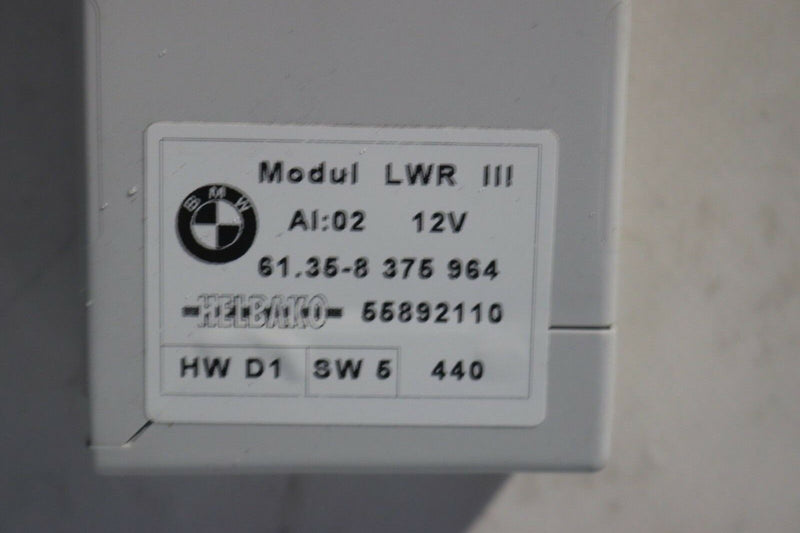 Modul LWR III
BMW
AI:02 12V
61.35-8 375 964
HELBAKO 55892110
HW D1 SW 5 440